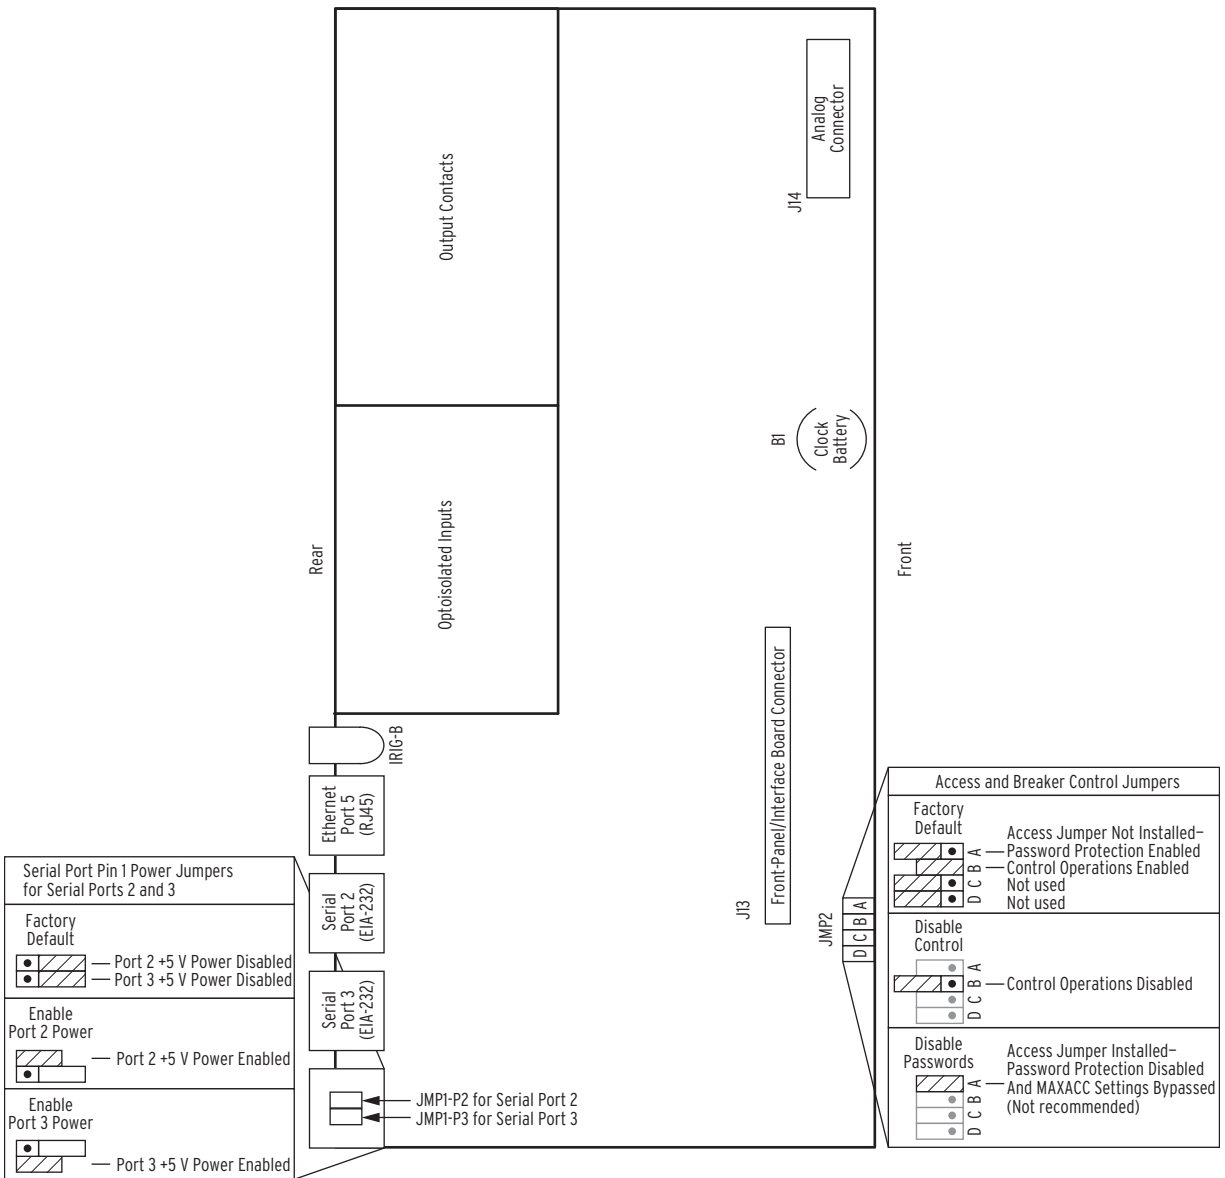 Output Contacts
Analog
Connector
J14
B1
Clock
Battery
Rear
Optoisolated Inputs
Front
Front-Panel/Interface Board Connector
J13
IRIG-B
Ethernet
Port 5
(RJ45)
Serial
Port 2
(EIA-232)
Serial
Port 3
(EIA-232)
JMP2
D C B A
JMP1-P2 for Serial Port 2
JMP1-P3 for Serial Port 3
Serial Port Pin 1 Power Jumpers
for Serial Ports 2 and 3
Factory
Default
Port 2 +5 V Power Disabled
Port 3 +5 V Power Disabled
Enable
Port 2 Power
Port 2 +5 V Power Enabled
Enable
Port 3 Power
Port 3 +5 V Power Enabled
Access and Breaker Control Jumpers
Factory
Default
D C B A
Access Jumper Not Installed–
Password Protection Enabled
Control Operations Enabled
Not used
Not used
Disable
Control
D C B A
Control Operations Disabled
Disable
Passwords
D C B A
Access Jumper Installed–
Password Protection Disabled
And MAXACC Settings Bypassed
(Not recommended)